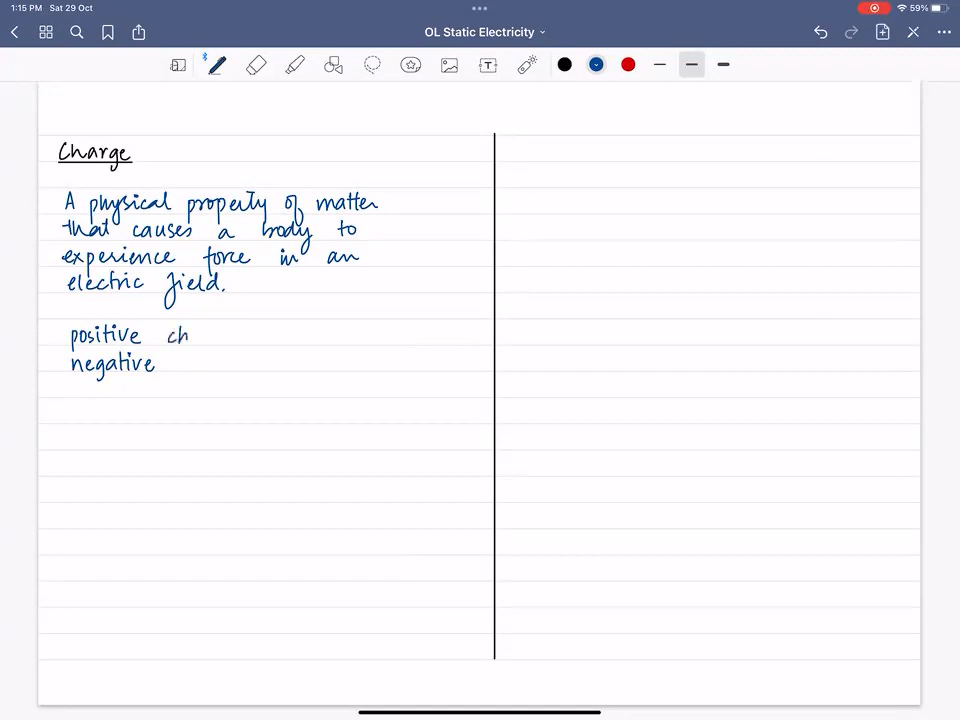 1:15 PM Sat 29 Oct
59%
OL Static Electricity
T
Charge
A physical property of matter
that causes a body to
experience force in an
electric field.
positive ch
negative